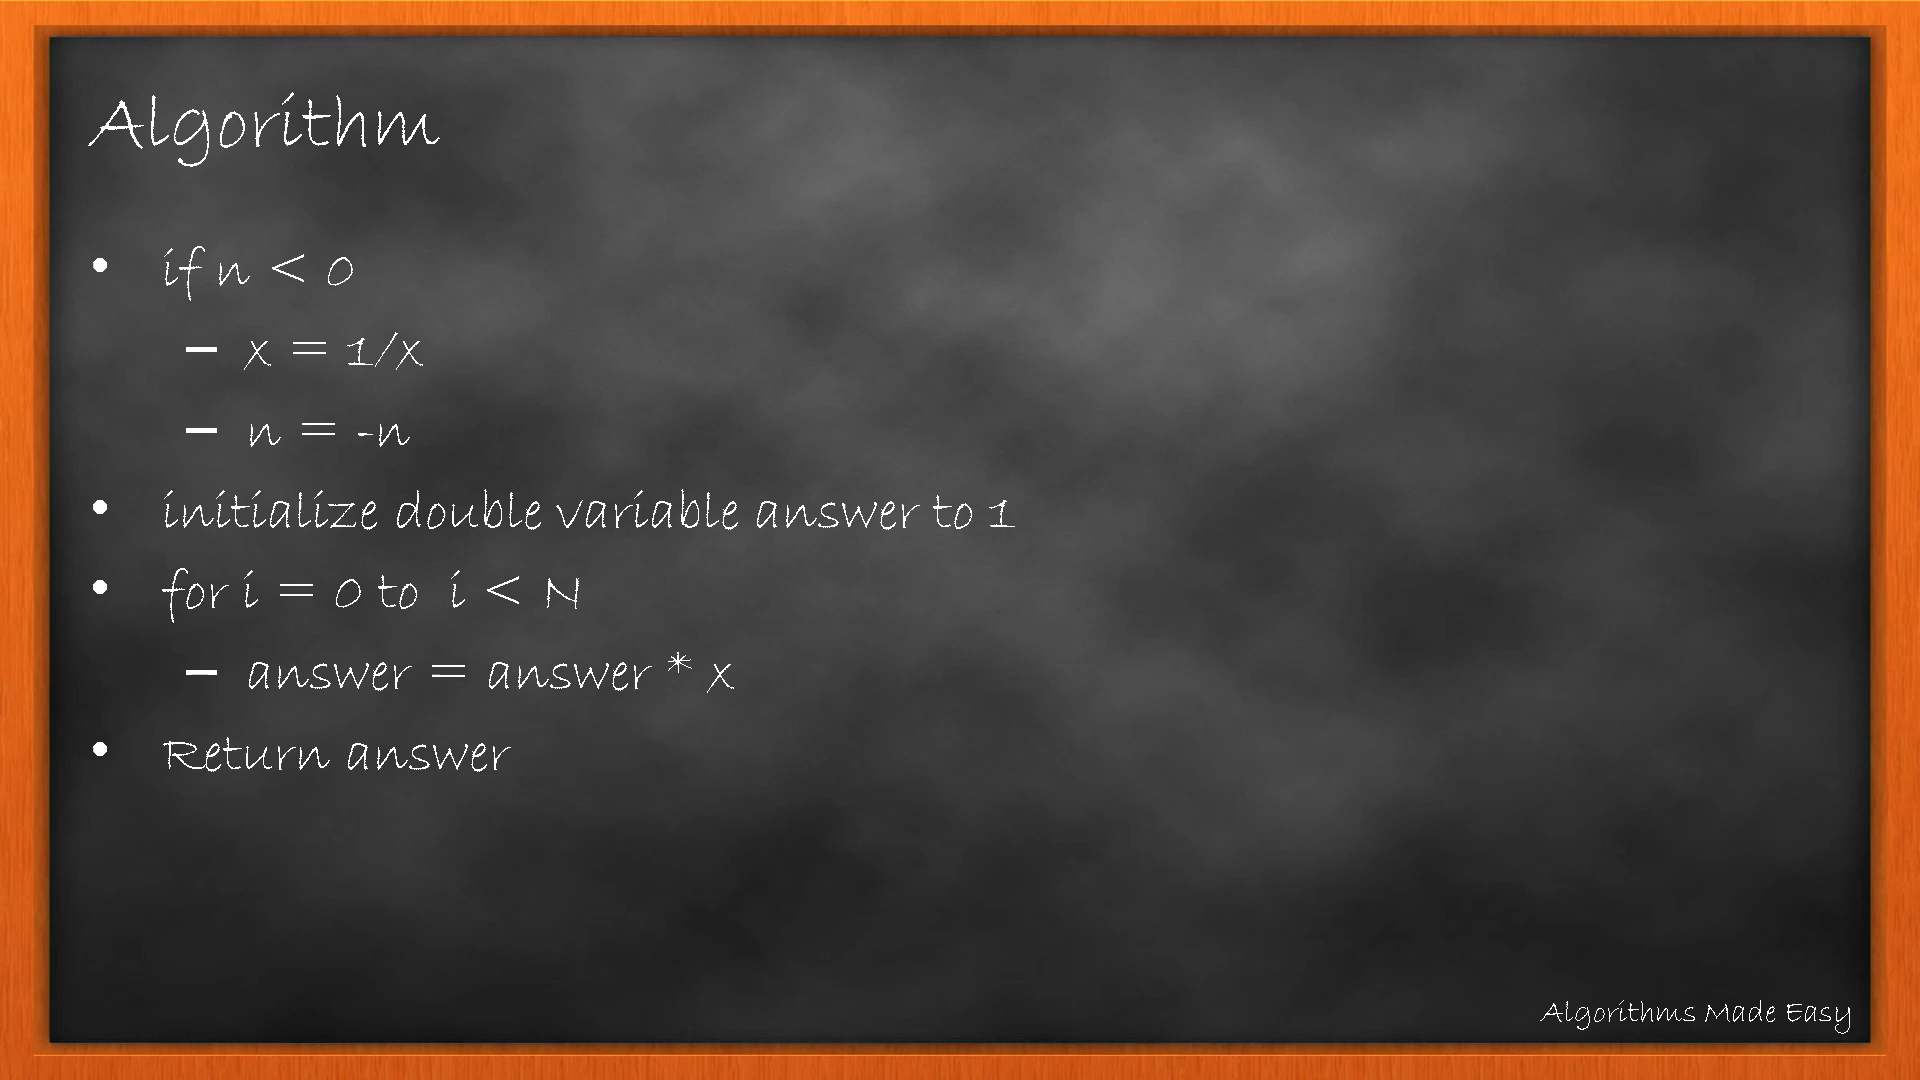 Algorithm
• if n < 0
– x = 1/x
– n = -n
• initialize double variable answer to 1
• for i = 0 to i < N
– answer = answer * x
• Return answer
Algorithms Made Easy